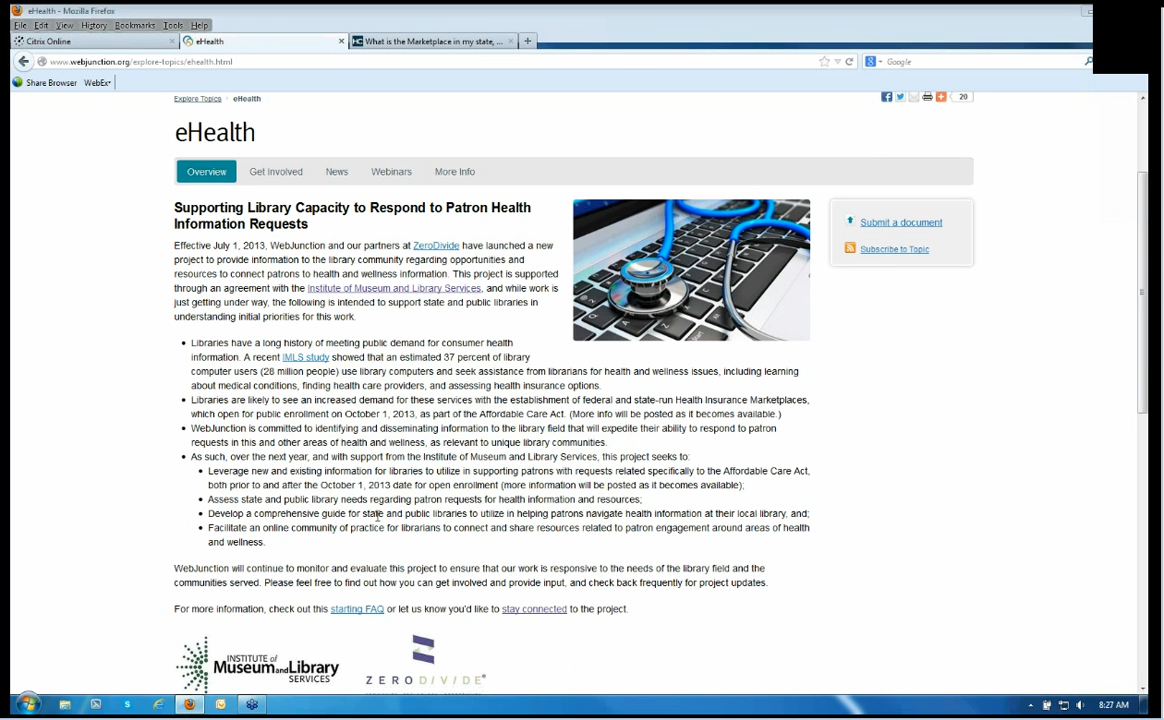 eHealth - Mozilla Firefox
File Edit View History Bookmarks Tools Help
Citrix Online × eHealth × What is the Marketplace in my state, ... × +
www.webjunction.org/explore-topics/ehealth.html
Google
Share Browser WebEx
Explore Topics › eHealth
20
eHealth
Overview Get Involved News Webinars More Info
Supporting Library Capacity to Respond to Patron Health
Information Requests
Effective July 1, 2013, WebJunction and our partners at ZeroDivide have launched a new
project to provide information to the library community regarding opportunities and
resources to connect patrons to health and wellness information. This project is supported
through an agreement with the Institute of Museum and Library Services, and while work is
just getting under way, the following is intended to support state and public libraries in
understanding initial priorities for this work.
Submit a document
Subscribe to Topic
• Libraries have a long history of meeting public demand for consumer health
information. A recent IMLS study showed that an estimated 37 percent of library
computer users (28 million people) use library computers and seek assistance from librarians for health and wellness issues, including learning
about medical conditions, finding health care providers, and assessing health insurance options.
• Libraries are likely to see an increased demand for these services with the establishment of federal and state-run Health Insurance Marketplaces,
which open for public enrollment on October 1, 2013, as part of the Affordable Care Act. (More info will be posted as it becomes available.)
• WebJunction is committed to identifying and disseminating information to the library field that will expedite their ability to respond to patron
requests in this and other areas of health and wellness, as relevant to unique library communities.
• As such, over the next year, and with support from the Institute of Museum and Library Services, this project seeks to:
• Leverage new and existing information for libraries to utilize in supporting patrons with requests related specifically to the Affordable Care Act,
both prior to and after the October 1, 2013 date for open enrollment (more information will be posted as it becomes available);
• Assess state and public library needs regarding patron requests for health information and resources;
• Develop a comprehensive guide for state and public libraries to utilize in helping patrons navigate health information at their local library, and;
• Facilitate an online community of practice for librarians to connect and share resources related to patron engagement around areas of health
and wellness.
WebJunction will continue to monitor and evaluate this project to ensure that our work is responsive to the needs of the library field and the
communities served. Please feel free to find out how you can get involved and provide input, and check back frequently for project updates.
For more information, check out this starting FAQ or let us know you'd like to stay connected to the project.
INSTITUTE of
Museum and Library
SERVICES
ZERODIVIDE
8:27 AM